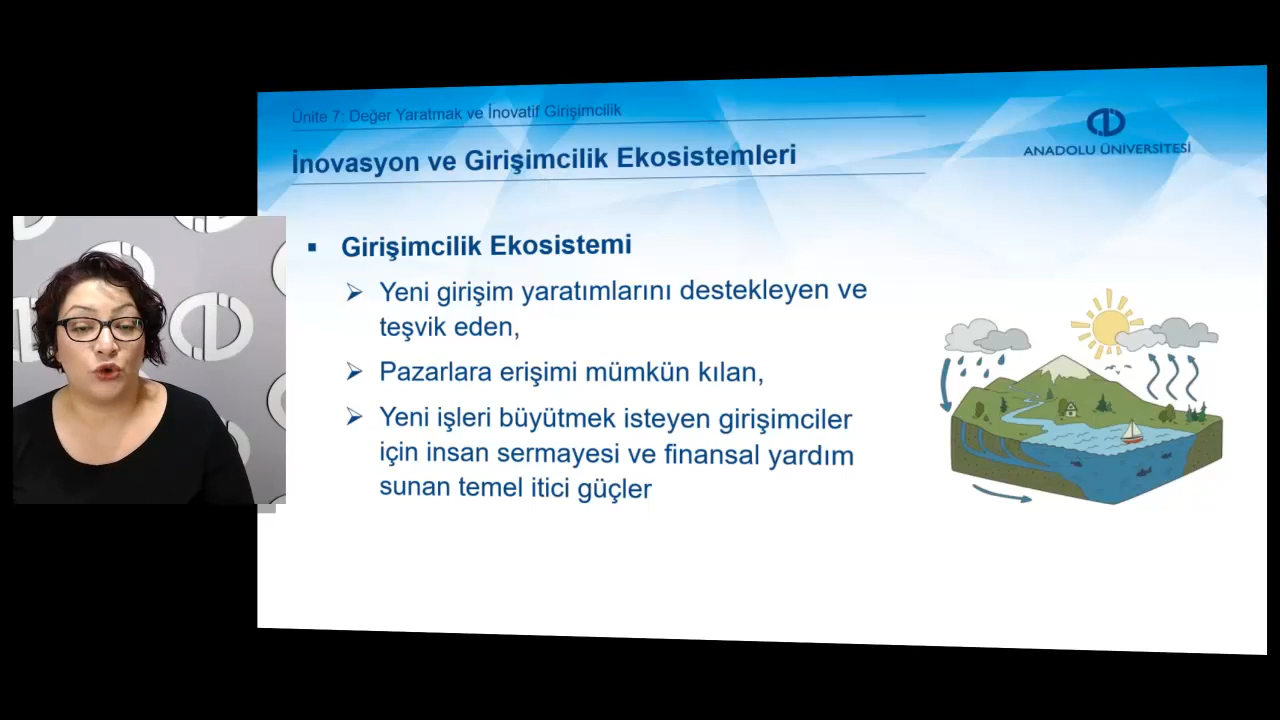 Ünite 7: Değer Yaratmak ve İnovatif Girişimcilik
İnovasyon ve Girişimcilik Ekosistemleri
ANADOLU ÜNİVERSİTESİ
▪ Girişimcilik Ekosistemi
➢ Yeni girişim yaratımlarını destekleyen ve
teşvik eden,
➢ Pazarlara erişimi mümkün kılan,
➢ Yeni işleri büyütmek isteyen girişimciler
için insan sermayesi ve finansal yardım
sunan temel itici güçler